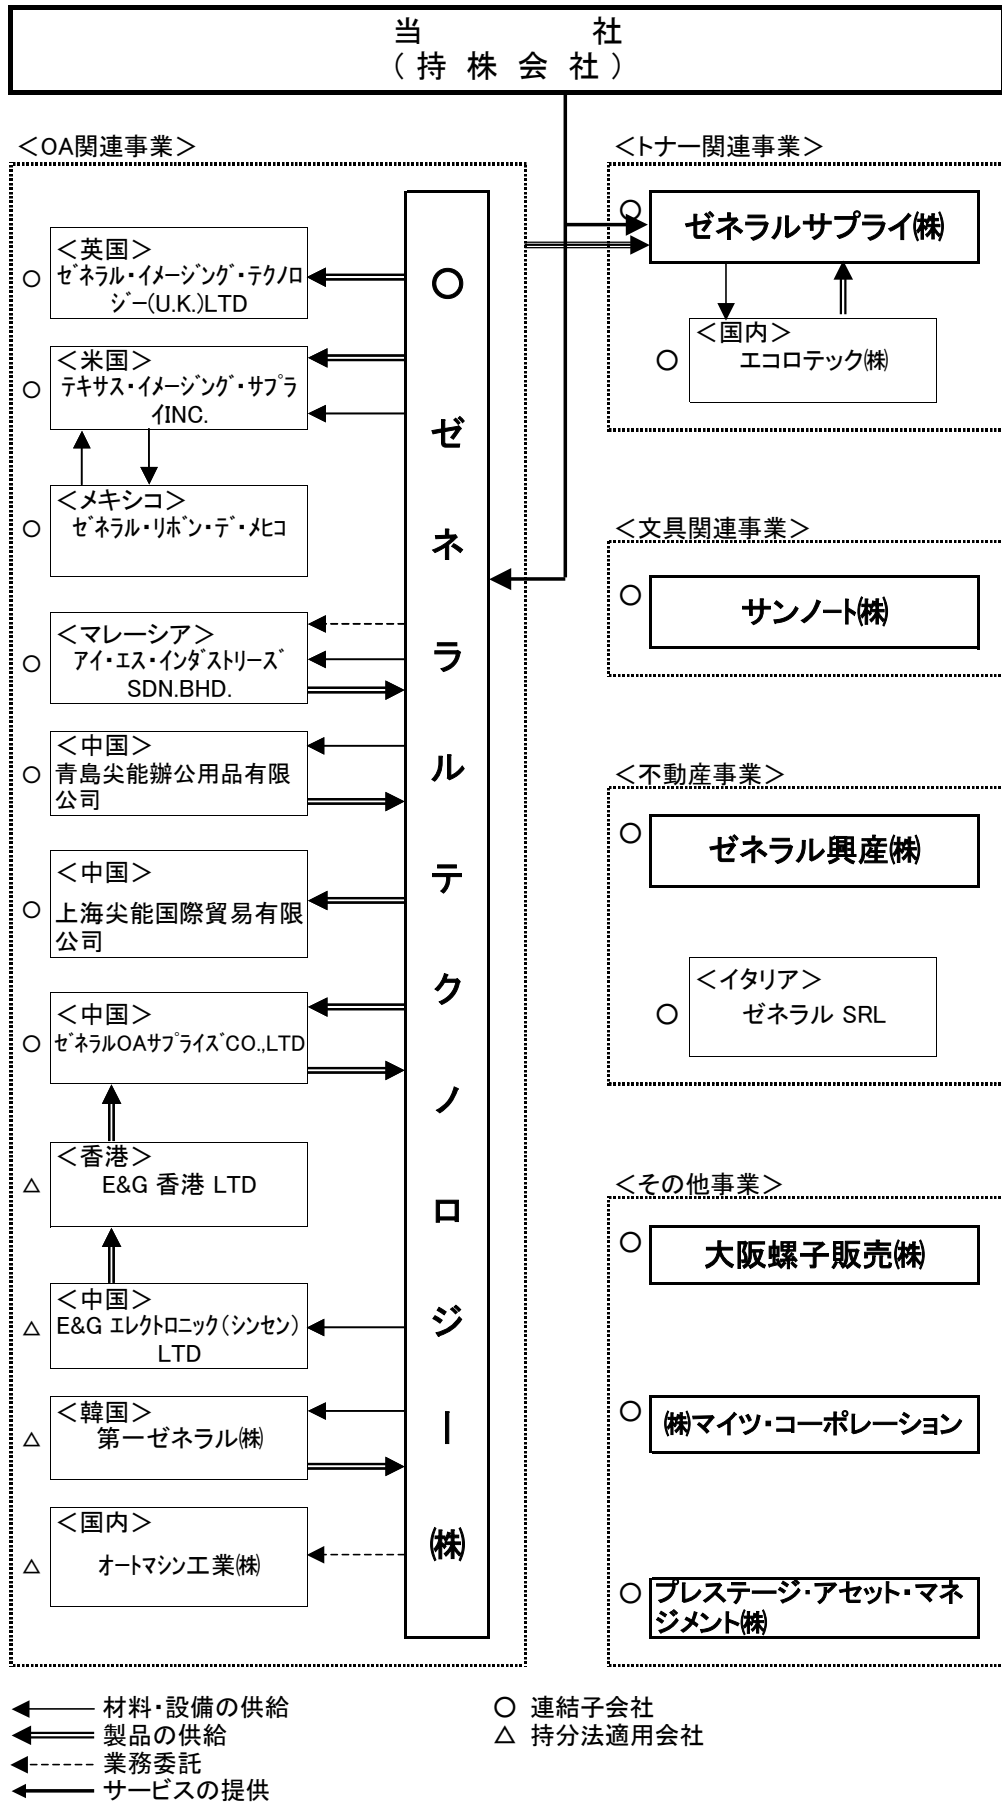 当 社
（持 株 会 社）
＜OA関連事業＞
○ ゼネラルテクノロジー㈱
＜英国＞
○ ｾﾞﾈﾗﾙ・ｲﾒｰｼﾞﾝｸﾞ・ﾃｸﾉﾛ
ｼﾞｰ(U.K.)LTD
＜米国＞
○ ﾃｷｻｽ・ｲﾒｰｼﾞﾝｸﾞ・ｻﾌﾟﾗ
ｲINC.
＜メキシコ＞
○ ｾﾞﾈﾗﾙ・ﾘﾎﾞﾝ・ﾃﾞ・ﾒﾋｺ
＜マレーシア＞
○ ｱｲ・ｴｽ・ｲﾝﾀﾞｽﾄﾘｰｽﾞ
SDN.BHD.
＜中国＞
○ 青島尖能辦公用品有限
公司
＜中国＞
○ 上海尖能国際貿易有限
公司
＜中国＞
○ ｾﾞﾈﾗﾙOAｻﾌﾟﾗｲｽﾞCO.,LTD
＜香港＞
△ E&G 香港 LTD
＜中国＞
△ E&G ｴﾚｸﾄﾛﾆｯｸ（ｼﾝｾﾝ）
LTD
＜韓国＞
△ 第一ゼネラル㈱
＜国内＞
△ ｵｰﾄﾏｼﾝ工業㈱
＜トナー関連事業＞
○ ゼネラルサプライ㈱
＜国内＞
○ エコロテック㈱
＜文具関連事業＞
○ サンノート㈱
＜不動産事業＞
○ ゼネラル興産㈱
＜イタリア＞
○ ゼネラル SRL
＜その他事業＞
○ 大阪螺子販売㈱
○ ㈱マイツ・コーポレーション
○ プレステージ・アセット・マネ
ジメント㈱
材料・設備の供給
製品の供給
業務委託
サービスの提供
○ 連結子会社
△ 持分法適用会社